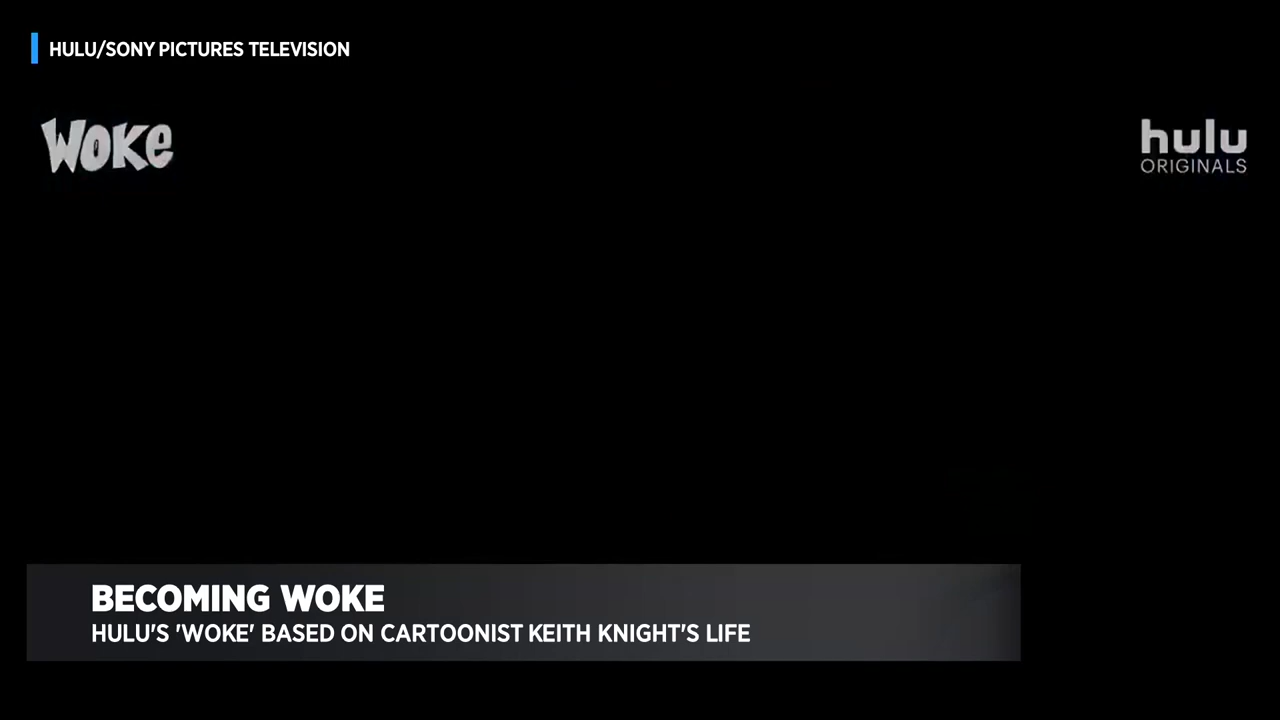 HULU/SONY PICTURES TELEVISION
WOKe
hulu
ORIGINALS
BECOMING WOKE
HULU'S 'WOKE' BASED ON CARTOONIST KEITH KNIGHT'S LIFE